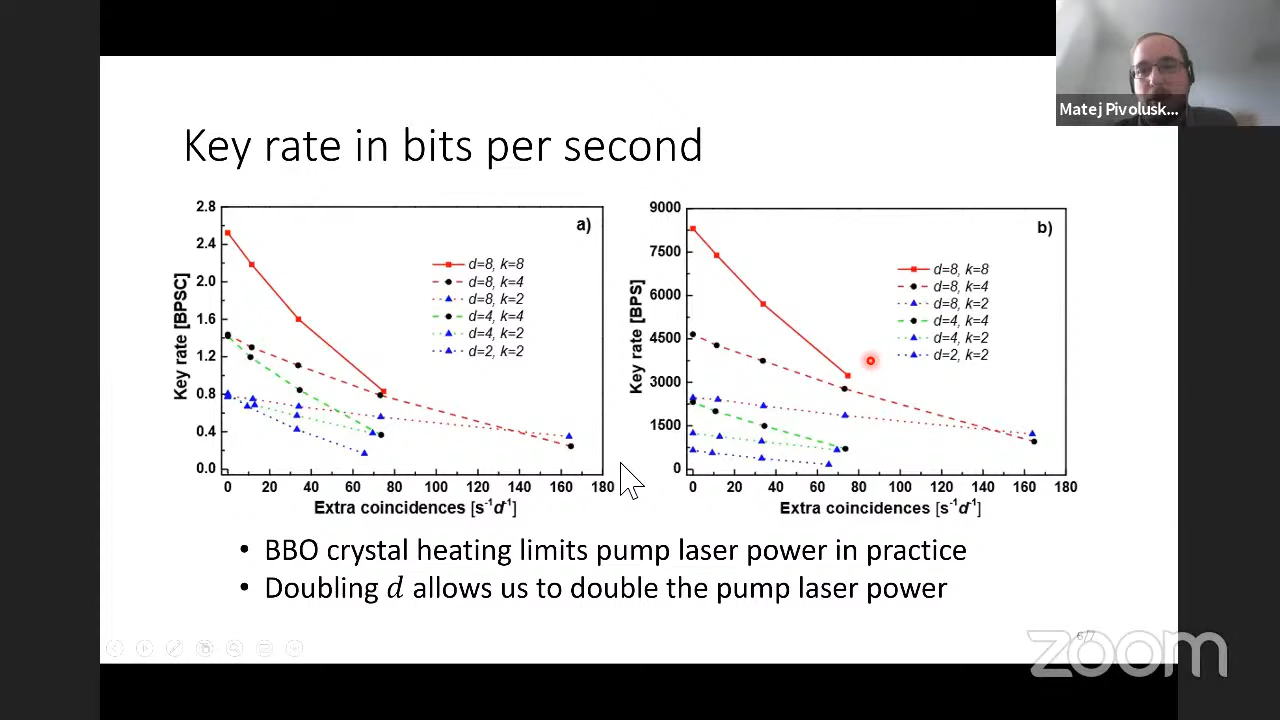 Matej Pivolusk...
Key rate in bits per second
2.8
2.4
2.0
1.6
1.2
0.8
0.4
0.0
Key rate [BPSC]
a)
d=8, k=8
d=8, k=4
d=8, k=2
d=4, k=4
d=4, k=2
d=2, k=2
0 20 40 60 80 100 120 140 160 180
Extra coincidences [s⁻¹d⁻¹]
9000
7500
6000
4500
3000
1500
0
Key rate [BPS]
b)
d=8, k=8
d=8, k=4
d=8, k=2
d=4, k=4
d=4, k=2
d=2, k=2
0 20 40 60 80 100 120 140 160 180
Extra coincidences [s⁻¹d⁻¹]
• BBO crystal heating limits pump laser power in practice
• Doubling d allows us to double the pump laser power
6/7
zoom